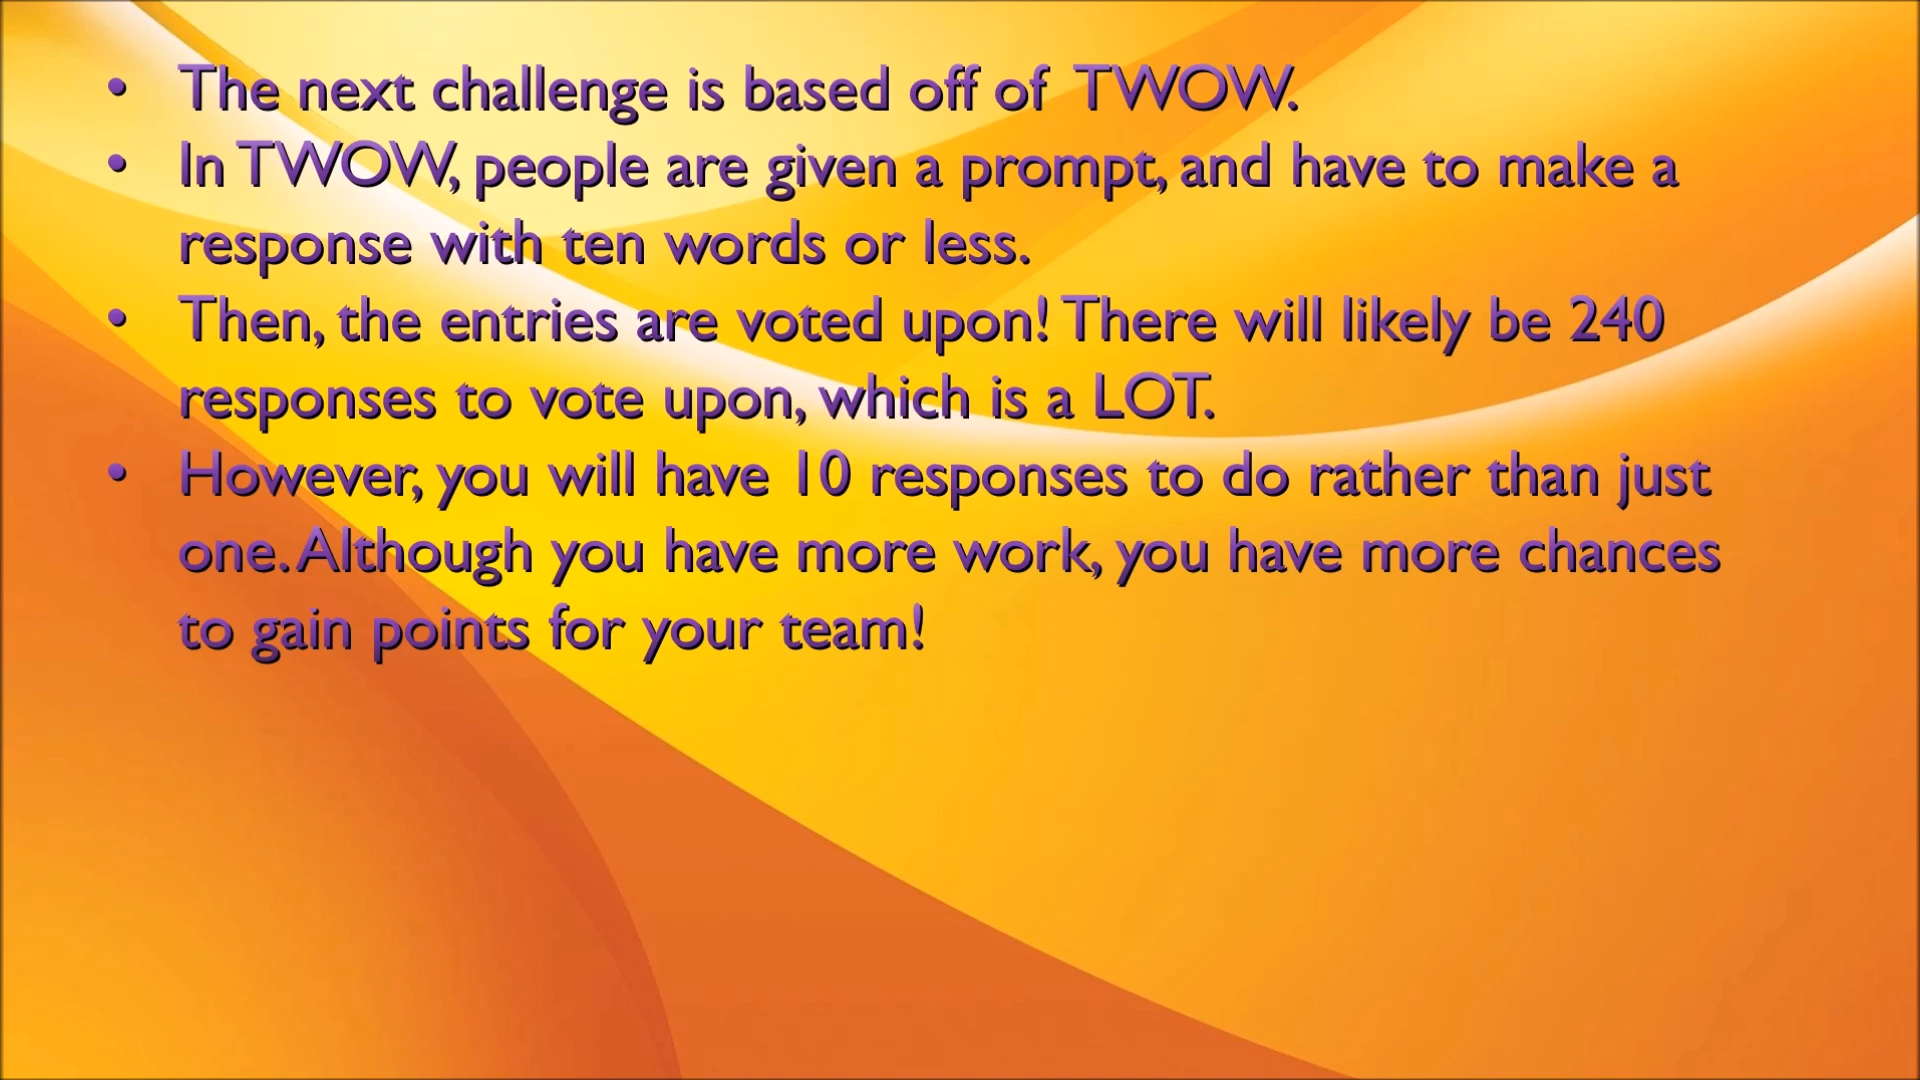 • The next challenge is based off of TWOW.
• In TWOW, people are given a prompt, and have to make a
response with ten words or less.
• Then, the entries are voted upon! There will likely be 240
responses to vote upon, which is a LOT.
• However, you will have 10 responses to do rather than just
one. Although you have more work, you have more chances
to gain points for your team!